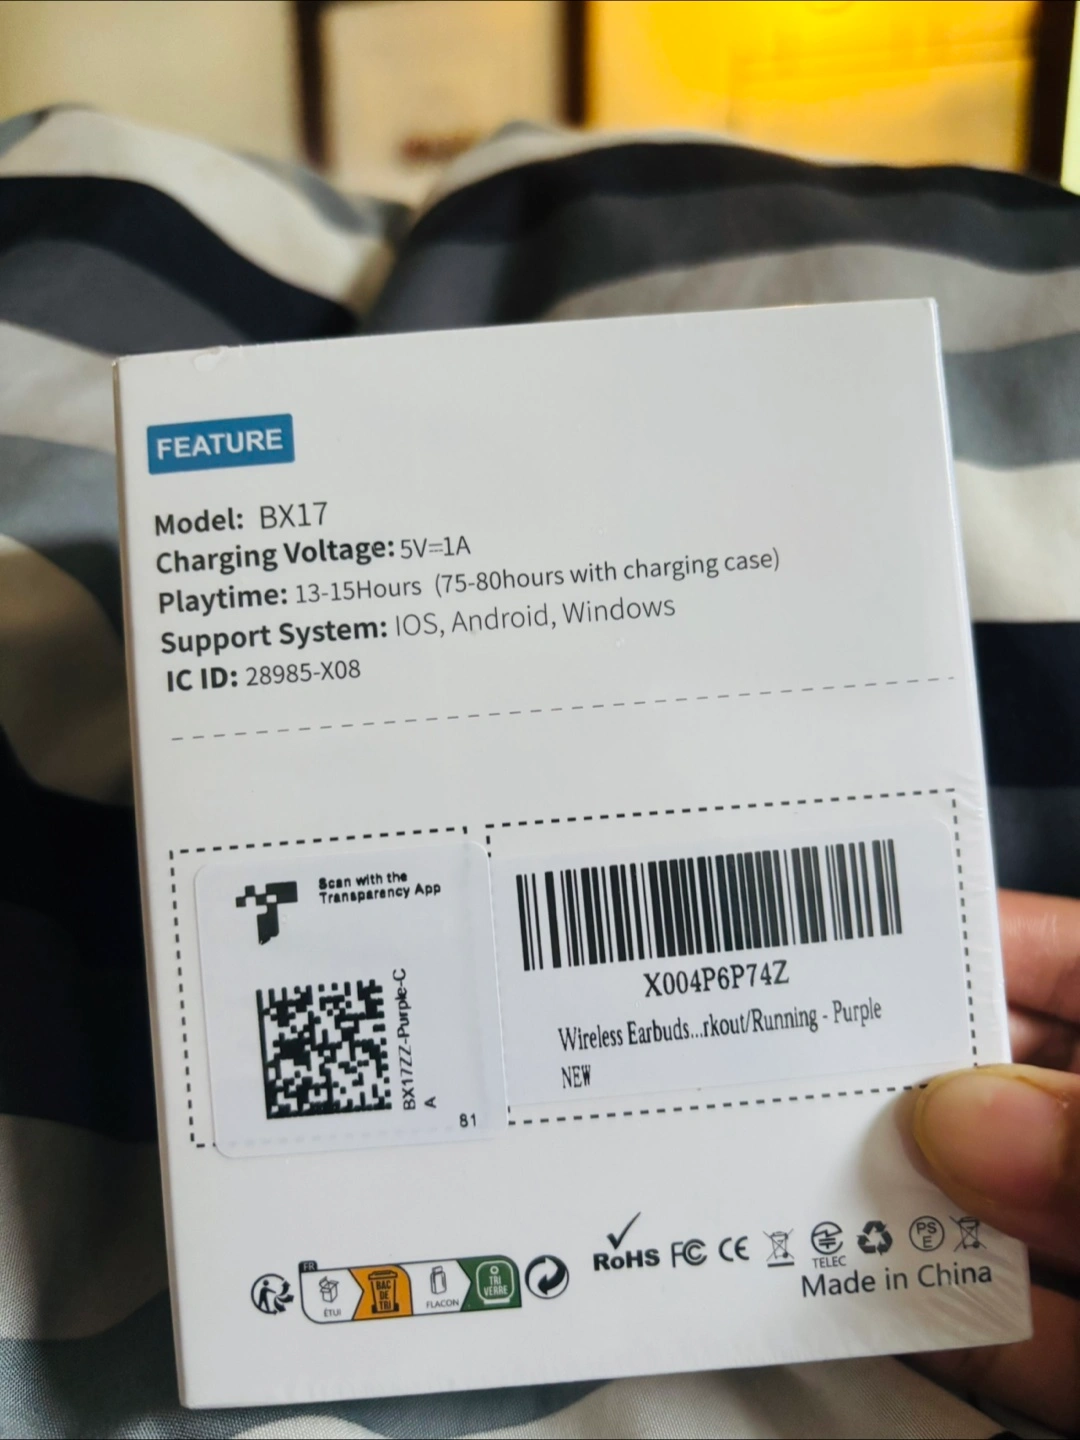 FEATURE
Model: BX17
Charging Voltage: 5V=1A
Playtime: 13-15Hours (75-80hours with charging case)
Support System: IOS, Android, Windows
IC ID: 28985-X08
Scan with the
Transparency App
BX17ZZ-Purple-C
A
81
X004P6P74Z
Wireless Earbuds...rkout/Running - Purple
NEW
FR
ÉTUI
BAC
DE
TRI
FLACON
TRI
VERRE
RoHS FC CE
TELEC
PS
E
Made in China